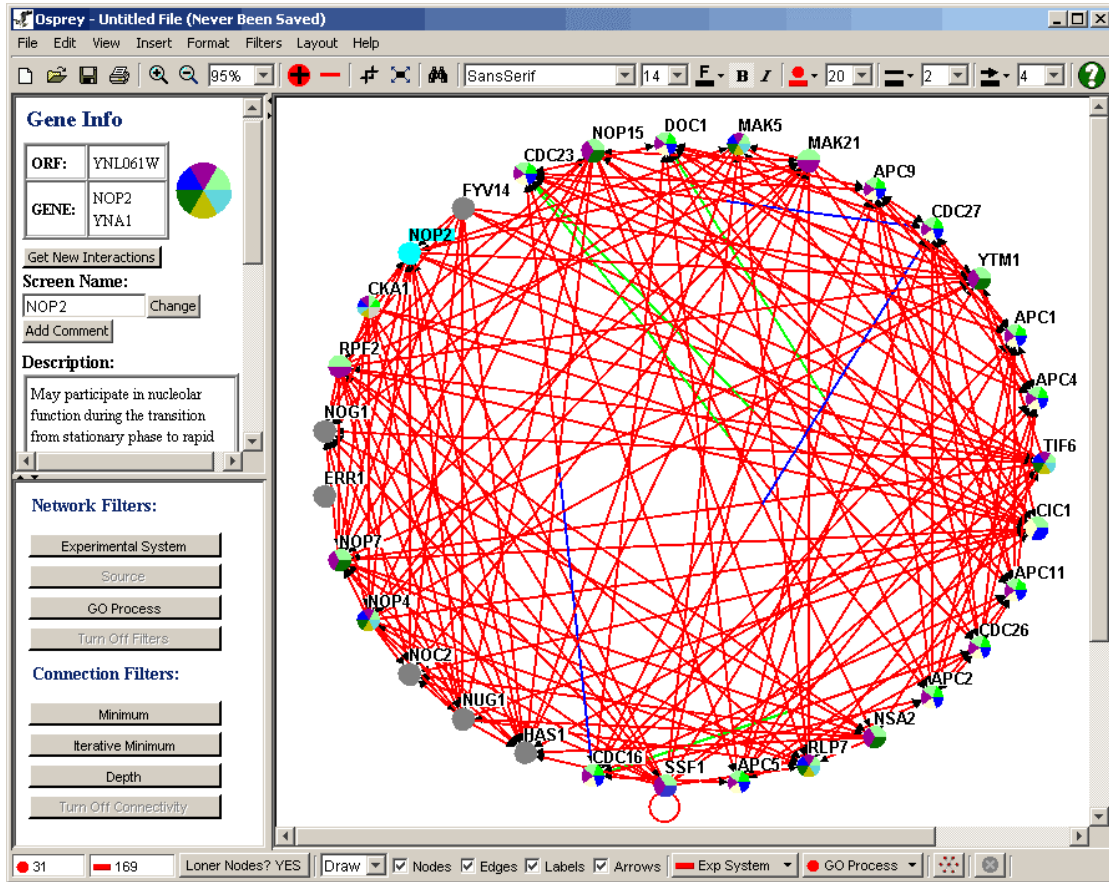 Osprey - Untitled File (Never Been Saved)
File Edit View Insert Format Filters Layout Help
95% SansSerif 14 F B I 20 2 4 ?
Gene Info
ORF: YNL061W
GENE: NOP2
YNA1
Get New Interactions
Screen Name:
NOP2 Change
Add Comment
Description:
May participate in nucleolar
function during the transition
from stationary phase to rapid
Network Filters:
Experimental System
Source
GO Process
Turn Off Filters
Connection Filters:
Minimum
Iterative Minimum
Depth
Turn Off Connectivity
DOC1
MAK5
NOP15
MAK21
CDC23
APC9
FYV14
CDC27
NOP2
YTM1
CKA1
APC1
RPF2
APC4
NOG1
TIF6
ERR1
CIC1
NOP7
APC11
NOP4
CDC26
NOC2
APC2
NUG1
NSA2
HAS1
RLP7
CDC16
SSF1
APC5
31 169 Loner Nodes? YES Draw Nodes Edges Labels Arrows Exp System GO Process